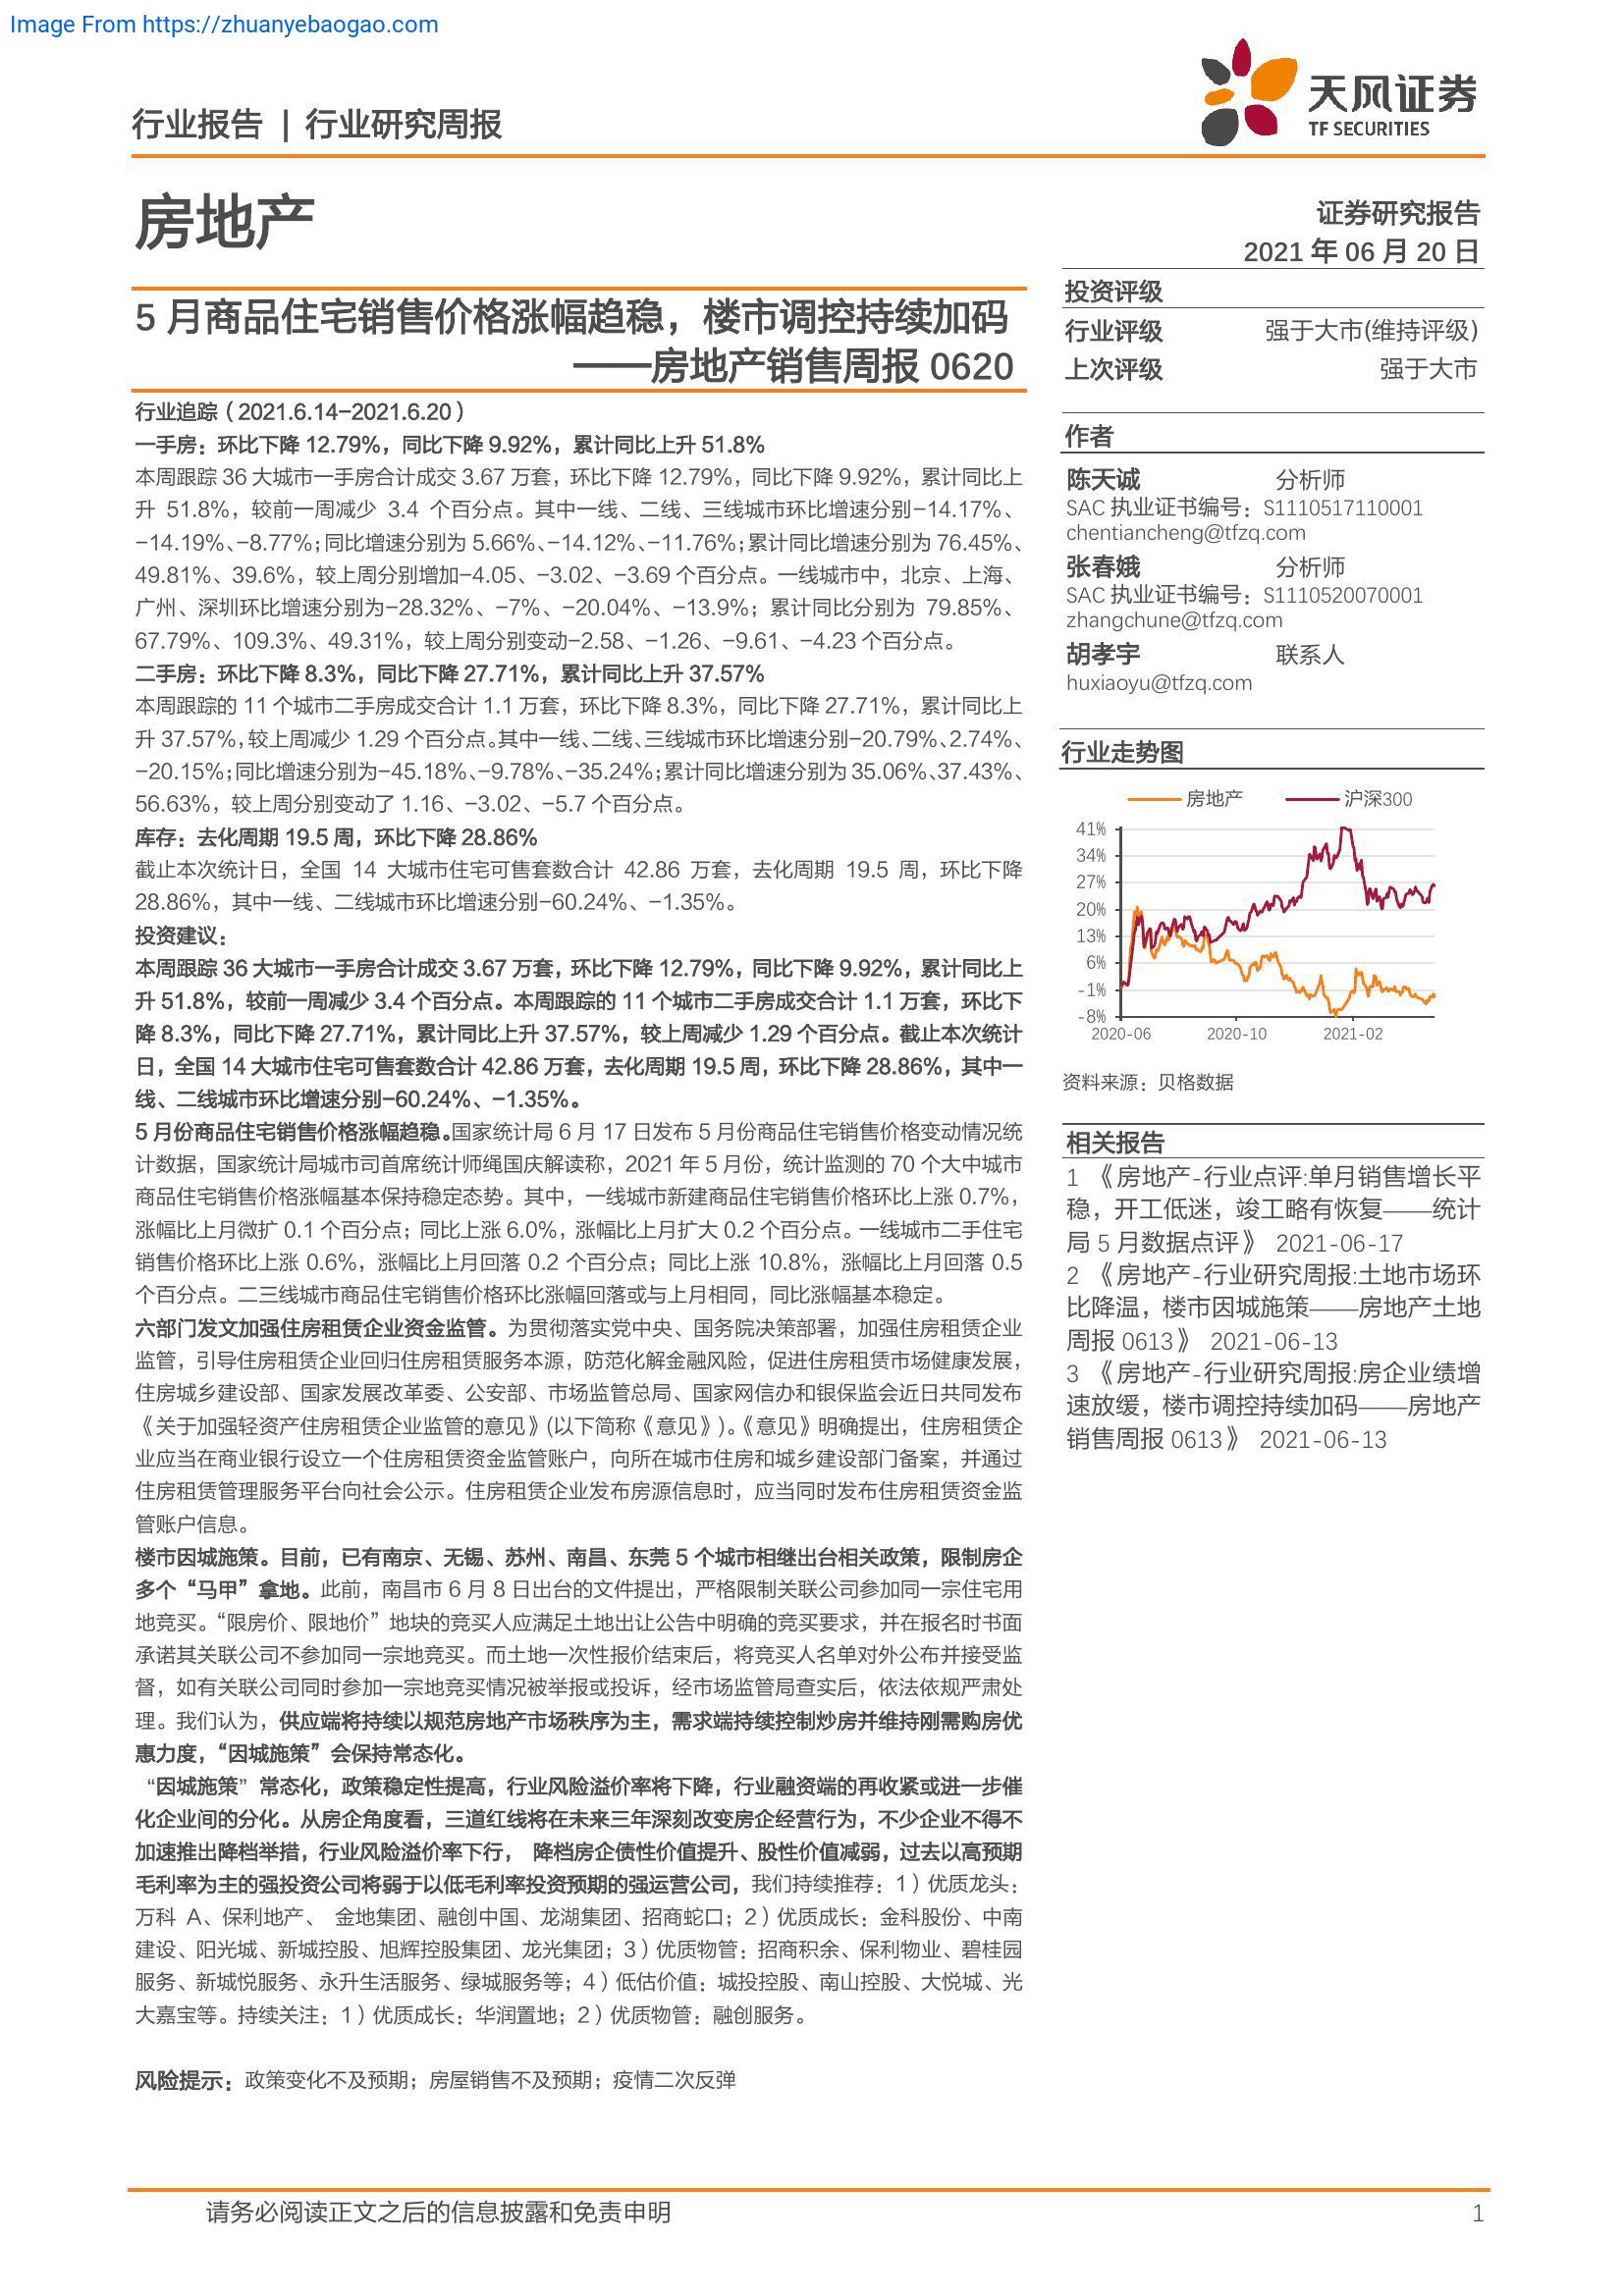 Image From https://zhuanyebaogao.com
行业报告 | 行业研究周报
天风证券
TF SECURITIES
房地产
证券研究报告
2021 年 06 月 20 日
5 月商品住宅销售价格涨幅趋稳，楼市调控持续加码
——房地产销售周报 0620
行业追踪（2021.6.14-2021.6.20）
一手房：环比下降 12.79%，同比下降 9.92%，累计同比上升 51.8%
本周跟踪 36 大城市一手房合计成交 3.67 万套，环比下降 12.79%，同比下降 9.92%，累计同比上
升 51.8%，较前一周减少 3.4 个百分点。其中一线、二线、三线城市环比增速分别-14.17%、
-14.19%、-8.77%；同比增速分别为 5.66%、-14.12%、-11.76%；累计同比增速分别为 76.45%、
49.81%、39.6%，较上周分别增加-4.05、-3.02、-3.69 个百分点。一线城市中，北京、上海、
广州、深圳环比增速分别为-28.32%、-7%、-20.04%、-13.9%；累计同比分别为 79.85%、
67.79%、109.3%、49.31%，较上周分别变动-2.58、-1.26、-9.61、-4.23 个百分点。
二手房：环比下降 8.3%，同比下降 27.71%，累计同比上升 37.57%
本周跟踪的 11 个城市二手房成交合计 1.1 万套，环比下降 8.3%，同比下降 27.71%，累计同比上
升 37.57%，较上周减少 1.29 个百分点。其中一线、二线、三线城市环比增速分别-20.79%、2.74%、
-20.15%；同比增速分别为-45.18%、-9.78%、-35.24%；累计同比增速分别为 35.06%、37.43%、
56.63%，较上周分别变动了 1.16、-3.02、-5.7 个百分点。
库存：去化周期 19.5 周，环比下降 28.86%
截止本次统计日，全国 14 大城市住宅可售套数合计 42.86 万套，去化周期 19.5 周，环比下降
28.86%，其中一线、二线城市环比增速分别-60.24%、-1.35%。
投资建议：
本周跟踪 36 大城市一手房合计成交 3.67 万套，环比下降 12.79%，同比下降 9.92%，累计同比上
升 51.8%，较前一周减少 3.4 个百分点。本周跟踪的 11 个城市二手房成交合计 1.1 万套，环比下
降 8.3%，同比下降 27.71%，累计同比上升 37.57%，较上周减少 1.29 个百分点。截止本次统计
日，全国 14 大城市住宅可售套数合计 42.86 万套，去化周期 19.5 周，环比下降 28.86%，其中一
线、二线城市环比增速分别-60.24%、-1.35%。
5 月份商品住宅销售价格涨幅趋稳。国家统计局 6 月 17 日发布 5 月份商品住宅销售价格变动情况统
计数据，国家统计局城市司首席统计师绳国庆解读称，2021 年 5 月份，统计监测的 70 个大中城市
商品住宅销售价格涨幅基本保持稳定态势。其中，一线城市新建商品住宅销售价格环比上涨 0.7%，
涨幅比上月微扩 0.1 个百分点；同比上涨 6.0%，涨幅比上月扩大 0.2 个百分点。一线城市二手住宅
销售价格环比上涨 0.6%，涨幅比上月回落 0.2 个百分点；同比上涨 10.8%，涨幅比上月回落 0.5
个百分点。二三线城市商品住宅销售价格环比涨幅回落或与上月相同，同比涨幅基本稳定。
六部门发文加强住房租赁企业资金监管。为贯彻落实党中央、国务院决策部署，加强住房租赁企业
监管，引导住房租赁企业回归住房租赁服务本源，防范化解金融风险，促进住房租赁市场健康发展，
住房城乡建设部、国家发展改革委、公安部、市场监管总局、国家网信办和银保监会近日共同发布
《关于加强轻资产住房租赁企业监管的意见》(以下简称《意见》)。《意见》明确提出，住房租赁企
业应当在商业银行设立一个住房租赁资金监管账户，向所在城市住房和城乡建设部门备案，并通过
住房租赁管理服务平台向社会公示。住房租赁企业发布房源信息时，应当同时发布住房租赁资金监
管账户信息。
楼市因城施策。目前，已有南京、无锡、苏州、南昌、东莞 5 个城市相继出台相关政策，限制房企
多个“马甲”拿地。此前，南昌市 6 月 8 日出台的文件提出，严格限制关联公司参加同一宗住宅用
地竞买。“限房价、限地价”地块的竞买人应满足土地出让公告中明确的竞买要求，并在报名时书面
承诺其关联公司不参加同一宗地竞买。而土地一次性报价结束后，将竞买人名单对外公布并接受监
督，如有关联公司同时参加一宗地竞买情况被举报或投诉，经市场监管局查实后，依法依规严肃处
理。我们认为，供应端将持续以规范房地产市场秩序为主，需求端持续控制炒房并维持刚需购房优
惠力度，“因城施策”会保持常态化。
“因城施策”常态化，政策稳定性提高，行业风险溢价率将下降，行业融资端的再收紧或进一步催
化企业间的分化。从房企角度看，三道红线将在未来三年深刻改变房企经营行为，不少企业不得不
加速推出降档举措，行业风险溢价率下行， 降档房企债性价值提升、股性价值减弱，过去以高预期
毛利率为主的强投资公司将弱于以低毛利率投资预期的强运营公司，我们持续推荐：1）优质龙头：
万科 A、保利地产、 金地集团、融创中国、龙湖集团、招商蛇口；2）优质成长：金科股份、中南
建设、阳光城、新城控股、旭辉控股集团、龙光集团；3）优质物管：招商积余、保利物业、碧桂园
服务、新城悦服务、永升生活服务、绿城服务等；4）低估价值：城投控股、南山控股、大悦城、光
大嘉宝等。持续关注：1）优质成长：华润置地；2）优质物管：融创服务。
风险提示：政策变化不及预期；房屋销售不及预期；疫情二次反弹
投资评级
行业评级 强于大市(维持评级)
上次评级 强于大市
作者
陈天诚 分析师
SAC 执业证书编号：S1110517110001
chentiancheng@tfzq.com
张春娥 分析师
SAC 执业证书编号：S1110520070001
zhangchune@tfzq.com
胡孝宇 联系人
huxiaoyu@tfzq.com
行业走势图
房地产 沪深300
41%
34%
27%
20%
13%
6%
-1%
-8%
2020-06 2020-10 2021-02
资料来源：贝格数据
相关报告
1 《房地产-行业点评:单月销售增长平
稳，开工低迷，竣工略有恢复——统计
局 5 月数据点评》 2021-06-17
2 《房地产-行业研究周报:土地市场环
比降温，楼市因城施策——房地产土地
周报 0613》 2021-06-13
3 《房地产-行业研究周报:房企业绩增
速放缓，楼市调控持续加码——房地产
销售周报 0613》 2021-06-13
请务必阅读正文之后的信息披露和免责申明 1